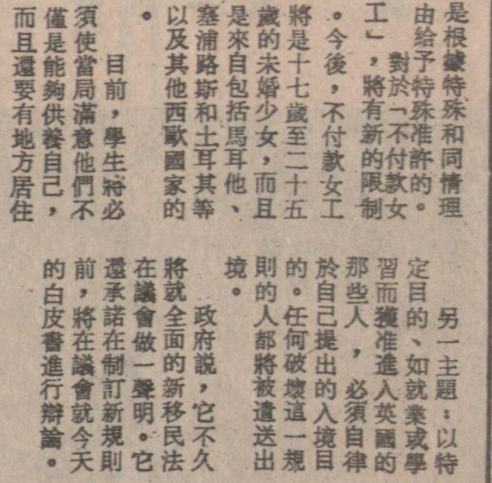 是根據特殊和同情理
由給予特殊准許的。
對於「不付款女
工」，將有新的限制
。今後，不付款女工
將是十七歲至二十五
歲的未婚少女，而且
是來自包括馬耳他、
塞浦路斯和土耳其等
以及其他西歐國家的
。
目前，學生將必
須使當局滿意他們不
僅是能夠供養自己，
而且還要有地方居住
另一主題：以特
定目的、如就業或學
習而獲准進入英國的
那些人，必須自律
於自己提出的入境目
的。任何破壞這一規
則的人都將被遣送出
境。
政府説，它不久
將就全面的新移民法
在議會做一聲明。它
還承諾在制訂新規則
前，將在議會就今天
的白皮書進行辯論。